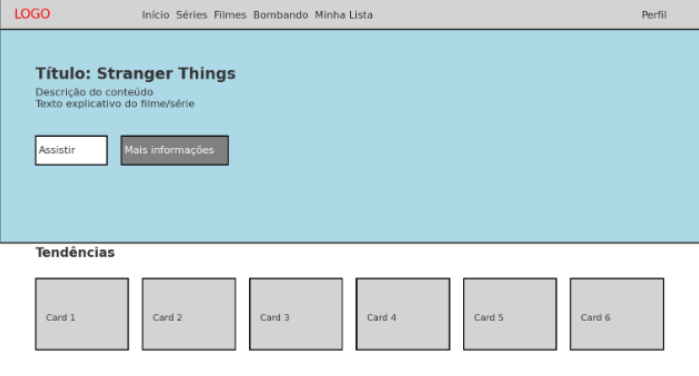 LOGO Início Séries Filmes Bombando Minha Lista Perfil
Título: Stranger Things
Descrição do conteúdo
Texto explicativo do filme/série
Assistir Mais informações
Tendências
Card 1 Card 2 Card 3 Card 4 Card 5 Card 6